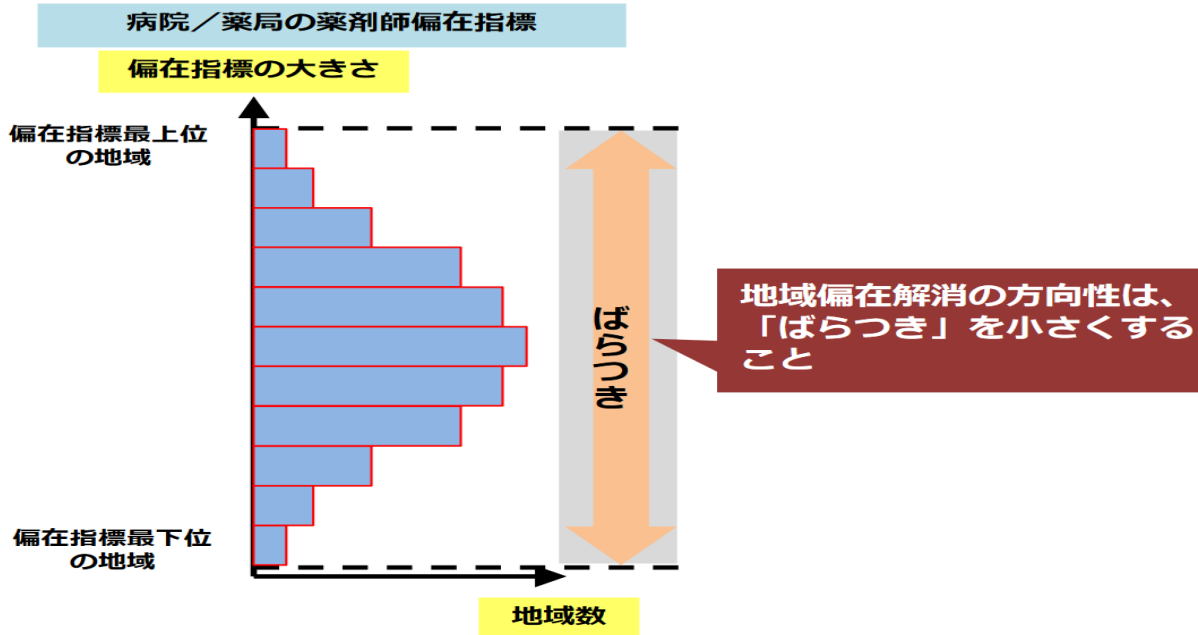 病院／薬局の薬剤師偏在指標
偏在指標の大きさ
偏在指標最上位
の地域
ばらつき
地域偏在解消の方向性は、
「ばらつき」を小さくする
こと
偏在指標最下位
の地域
地域数